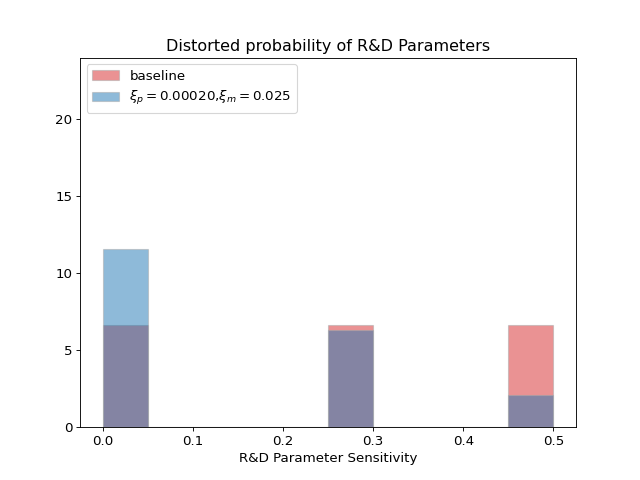 Distorted probability of R&D Parameters
baseline
ξₚ = 0.00020,ξₘ = 0.025
20
15
10
5
0
0.0 0.1 0.2 0.3 0.4 0.5
R&D Parameter Sensitivity